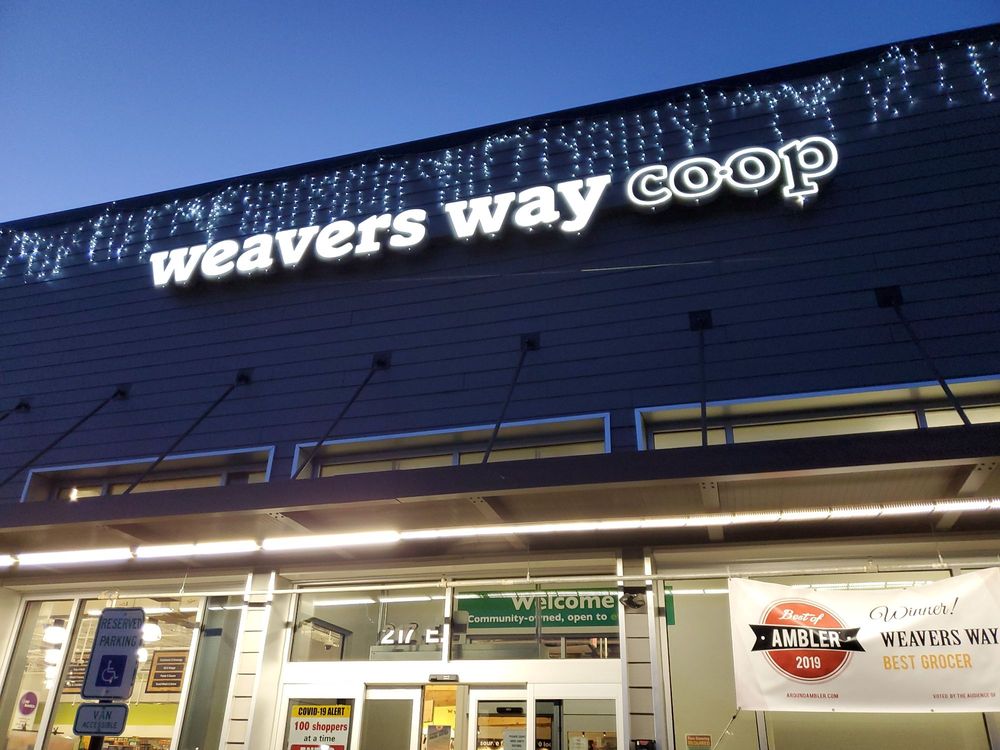 weavers way co·op
Welcome
Community-owned, open to
217 E.
RESERVED
PARKING
VAN
ACCESSIBLE
COVID-19 ALERT
100 shoppers
at a time
Best of
AMBLER
2019
AROUNDAMBLER.COM
Winner!
WEAVERS WAY
BEST GROCER
VOTED BY THE AUDIENCE OF